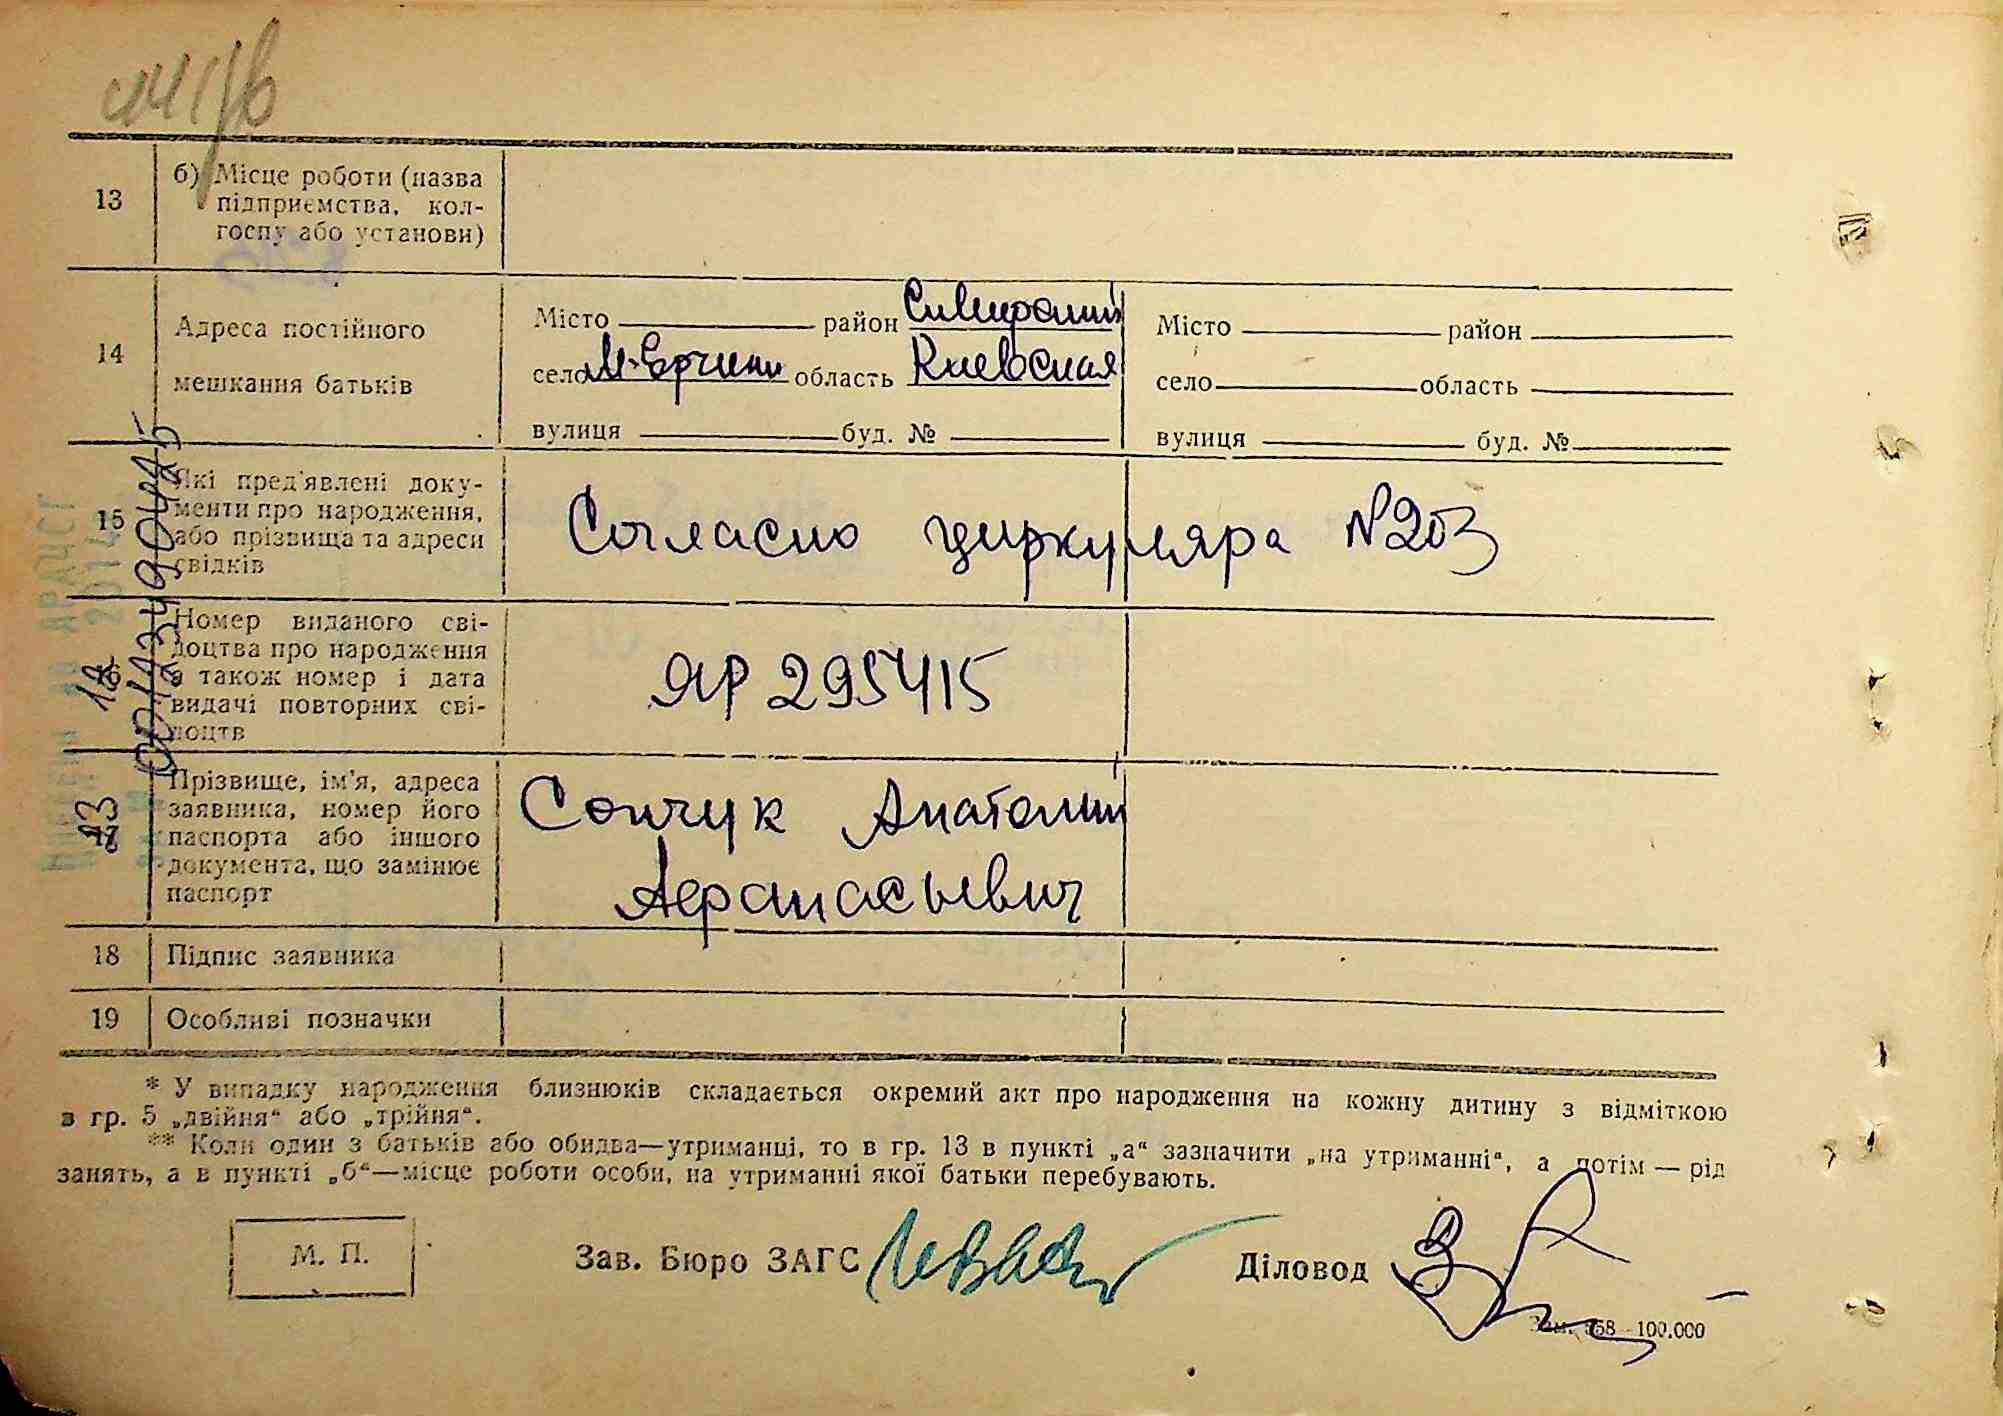 13
б) Місце роботи (назва
підприємства, кол-
госпу або установи)
14
Адреса постійного
мешкання батьків
Місто район
село область Киевская
вулиця буд. №
Місто район
село область
вулиця буд. №
15
Які пред'явлені доку-
менти про народження,
або прізвища та адреси
свідків
Согласно циркуляра N203
16
Номер виданого сві-
доцтва про народження
а також номер і дата
видачі повторних сві-
доцтв
ЯР 295415
17
Прізвище, ім'я, адреса
заявника, номер його
паспорта або іншого
документа, що замінює
паспорт
Сопчук Анатолий
Афанасьевич
18 Підпис заявника
19 Особливі позначки
* У випадку народження близнюків складається окремий акт про народження на кожну дитину з відміткою
в гр. 5 „двійня“ або „трійня“.
** Коли один з батьків або обидва—утриманці, то в гр. 13 в пункті „а“ зазначити „на утриманні“, а потім — рід
занять, а в пункті „б“—місце роботи особи, на утриманні якої батьки перебувають.
М. П.
Зав. Бюро ЗАГС
Діловод
Зам. 558—100.000